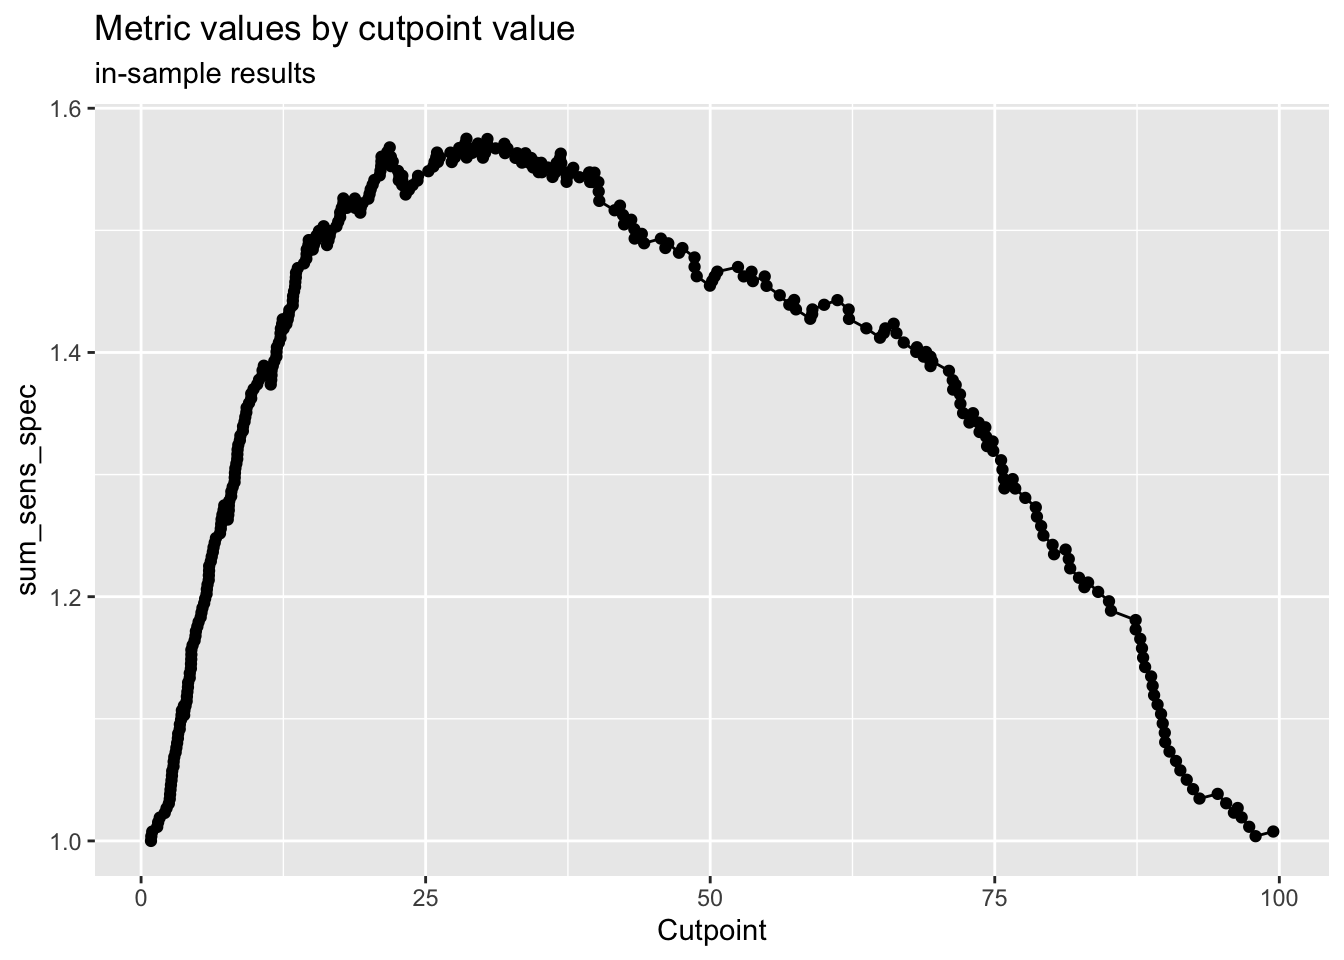 Metric values by cutpoint value
in-sample results
1.6
1.4
1.2
1.0
sum_sens_spec
0 25 50 75 100
Cutpoint